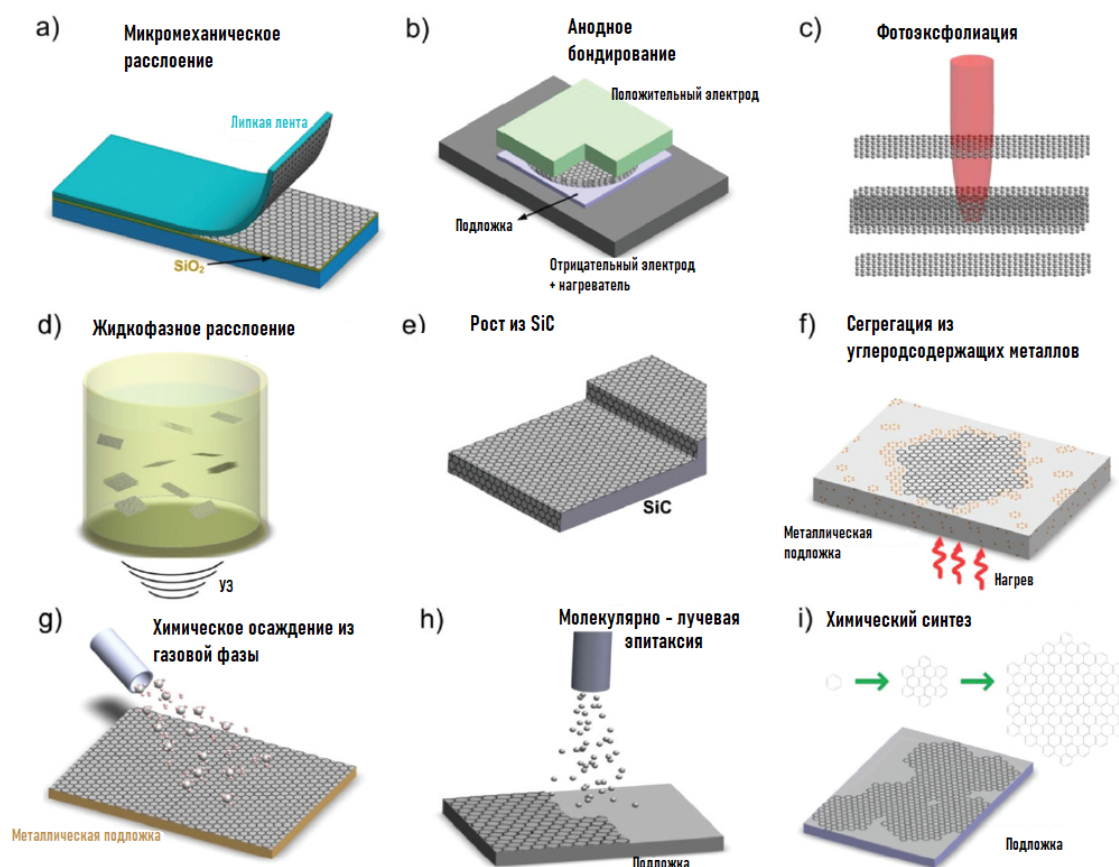 a)
Микромеханическое
расслоение
Липкая лента
SiO₂
b)
Анодное
бондирование
Положительный электрод
Подложка
Отрицательный электрод
+ нагреватель
c)
Фотоэксфолиация
d)
Жидкофазное расслоение
УЗ
e)
Рост из SiC
SiC
f)
Сегрегация из
углеродсодержащих металлов
Металлическая
подложка
Нагрев
g)
Химическое осаждение из
газовой фазы
Металлическая подложка
h)
Молекулярно - лучевая
эпитаксия
Подложка
i)
Химический синтез
Подложка